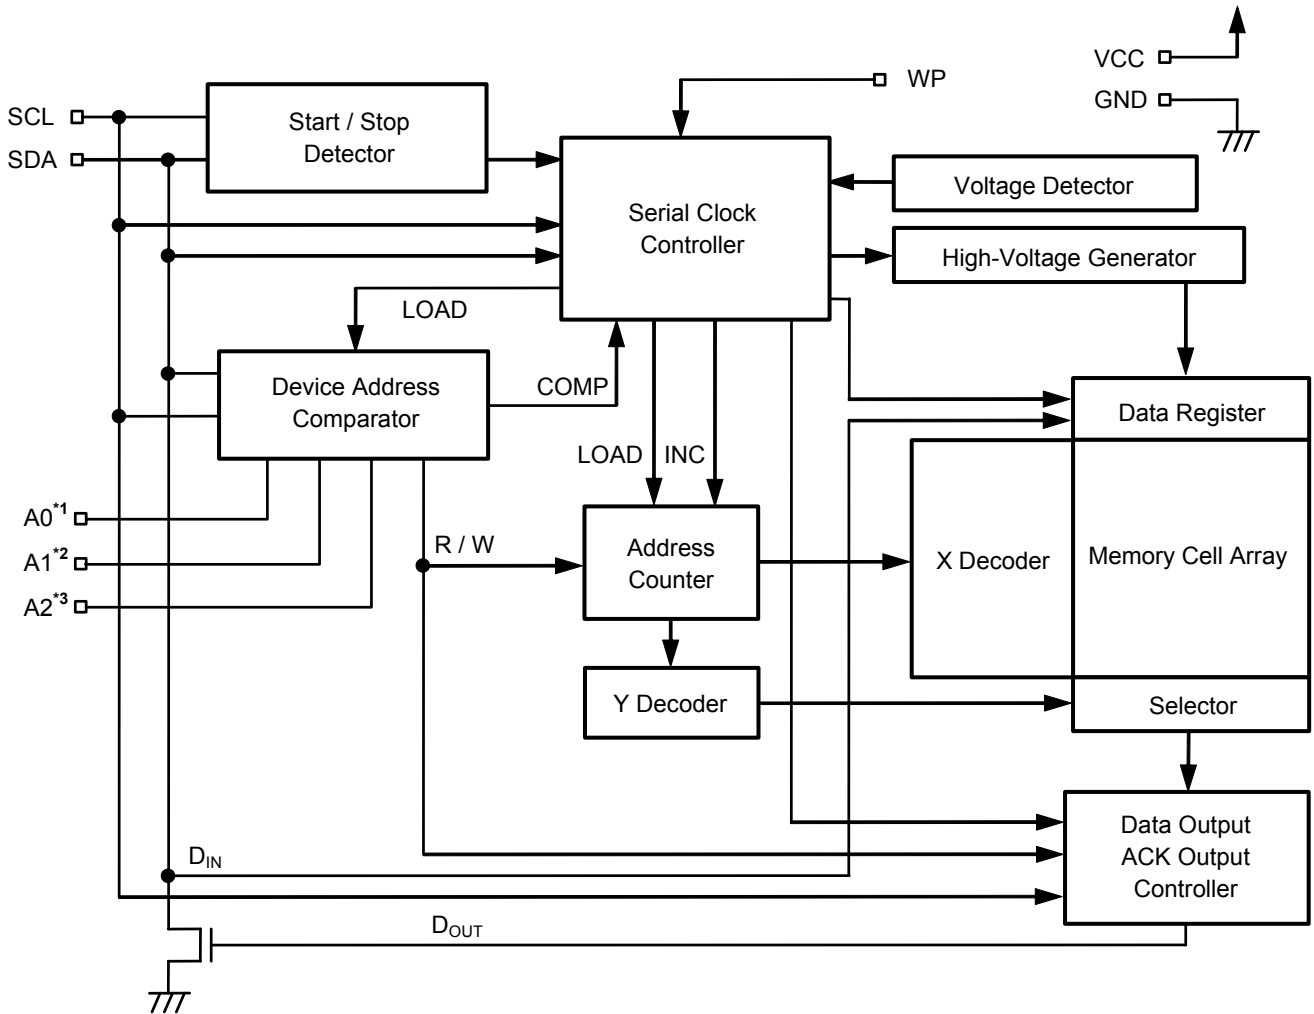 VCC
WP
GND
SCL
SDA
Start / Stop
Detector
Voltage Detector
Serial Clock
Controller
High-Voltage Generator
LOAD
Device Address
Comparator
COMP
Data Register
LOAD
INC
A0*1
A1*2
A2*3
R / W
Address
Counter
X Decoder
Memory Cell Array
Y Decoder
Selector
Data Output
ACK Output
Controller
DIN
DOUT